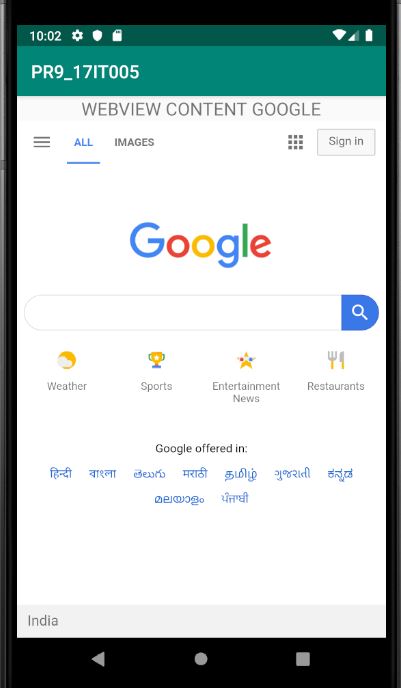 10:02
PR9_17IT005
WEBVIEW CONTENT GOOGLE
ALL IMAGES Sign in
Google
Weather Sports Entertainment News Restaurants
Google offered in:
हिन्दी বাংলা తెలుగు मराठी தமிழ் ગુજરાતી ಕನ್ನಡ
മലയാളം ਪੰਜਾਬੀ
India